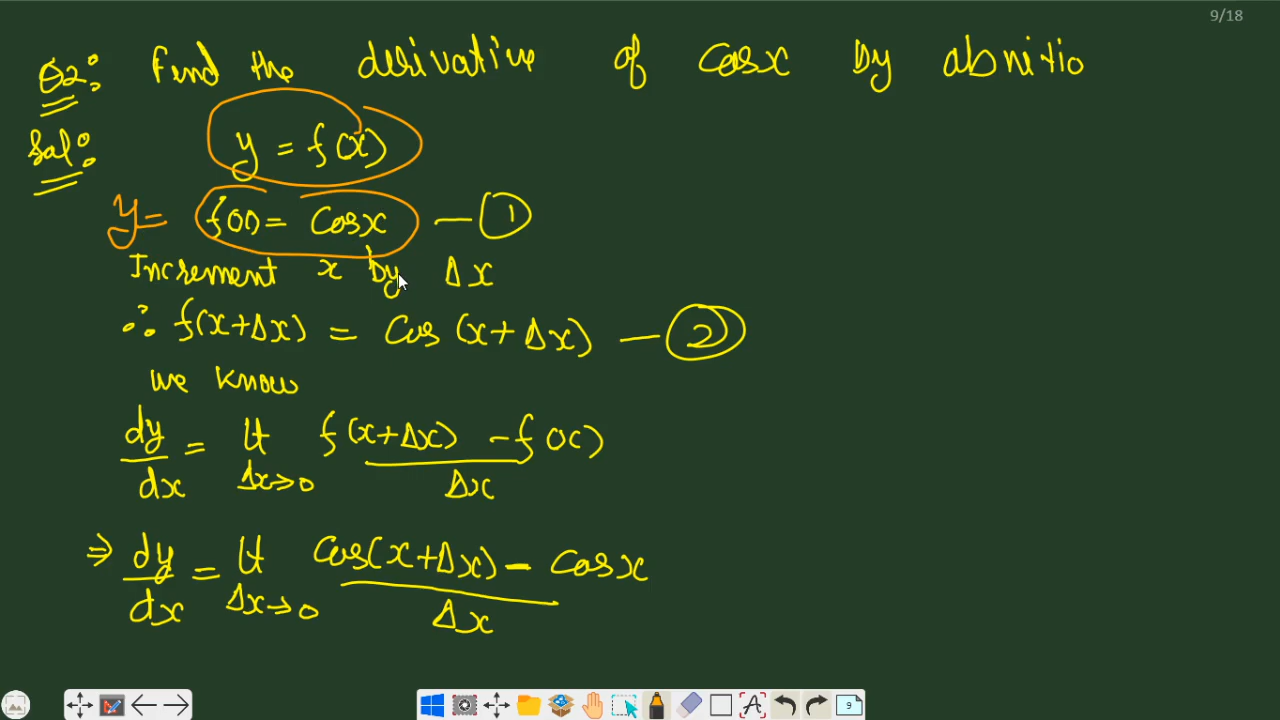 9/18
Q2: Find the derivative of Cosx by abnitio
Sol:
y = f(x)
y = f(x) = Cosx — ①
Increment x by Δx
∴ f(x+Δx) = Cos (x+Δx) — ②
we know
dy/dx = lt Δx→0 f(x+Δx) - f(x) / Δx
⇒ dy/dx = lt Δx→0 Cos(x+Δx) - Cosx / Δx
9